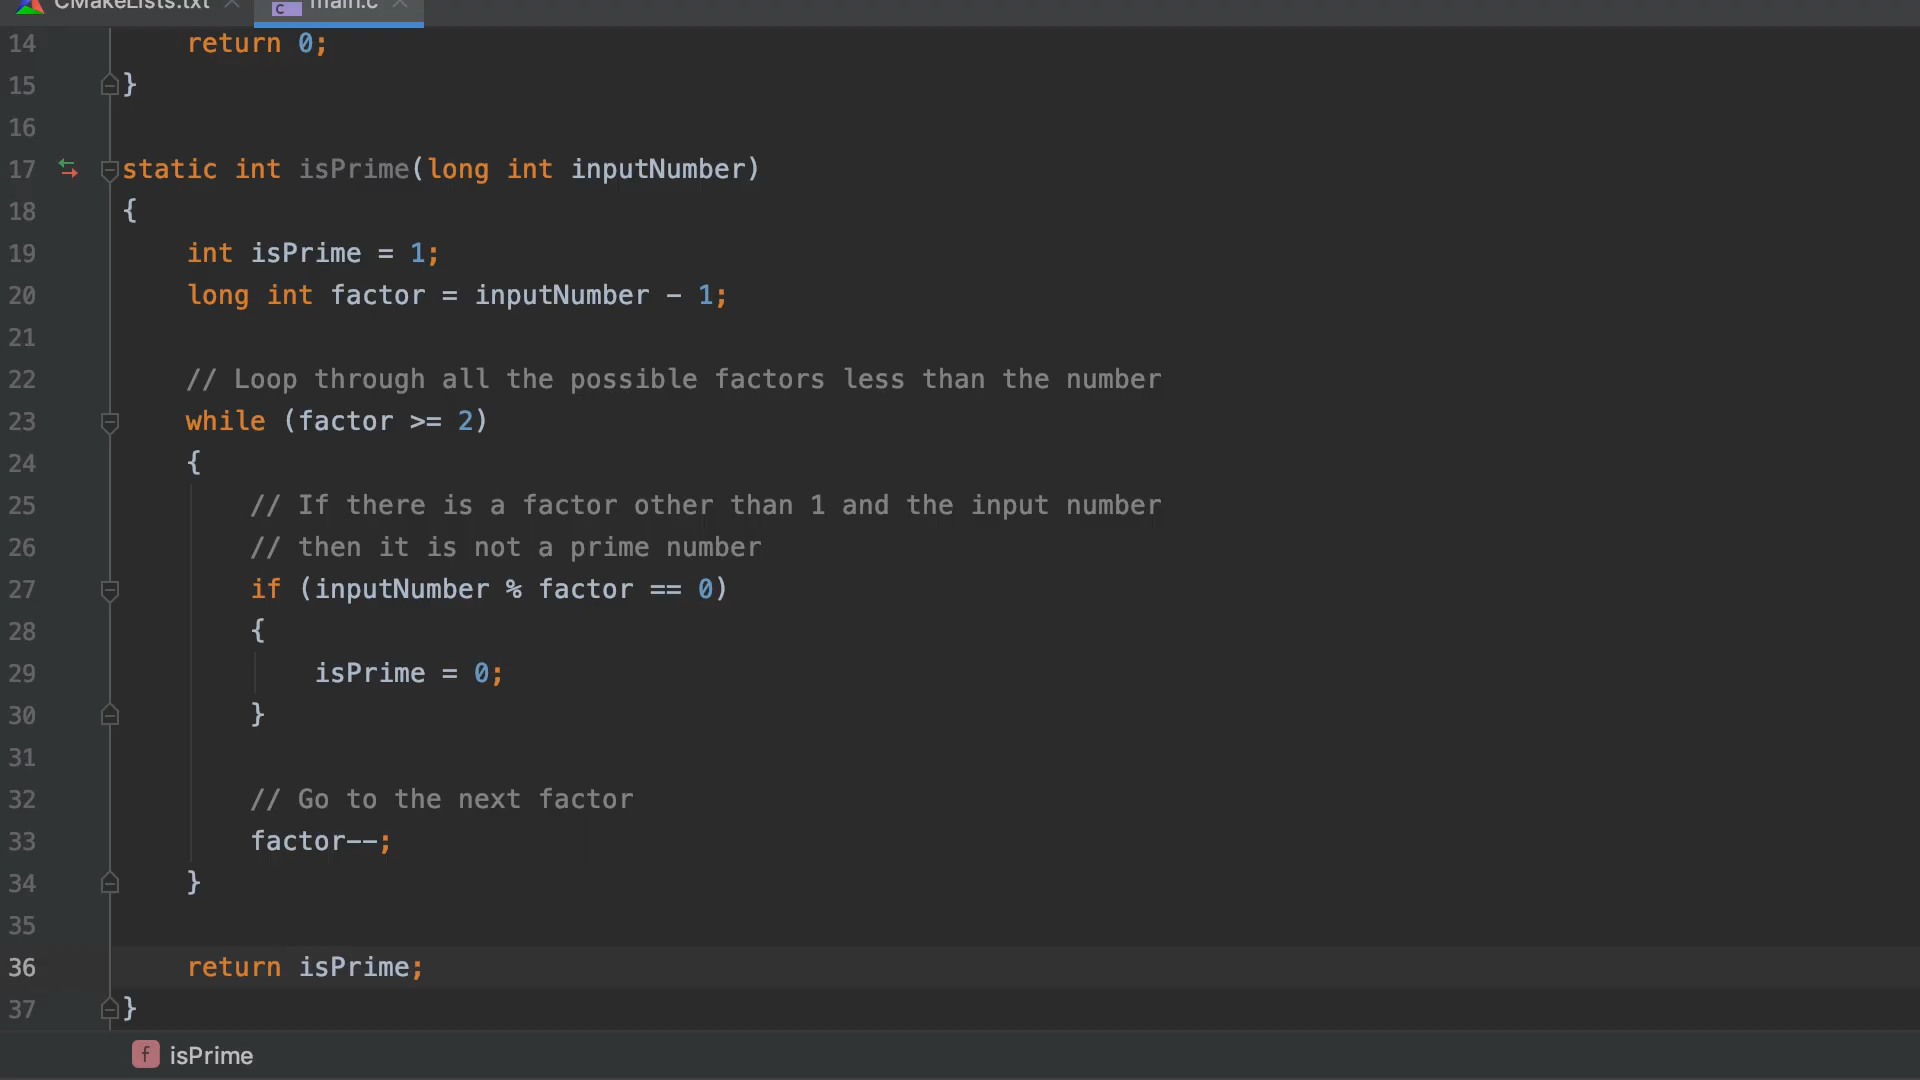 CMakeLists.txt main.c
14 return 0;
15 }
16
17 static int isPrime(long int inputNumber)
18 {
19 int isPrime = 1;
20 long int factor = inputNumber - 1;
21
22 // Loop through all the possible factors less than the number
23 while (factor >= 2)
24 {
25 // If there is a factor other than 1 and the input number
26 // then it is not a prime number
27 if (inputNumber % factor == 0)
28 {
29 isPrime = 0;
30 }
31
32 // Go to the next factor
33 factor--;
34 }
35
36 return isPrime;
37 }
f isPrime